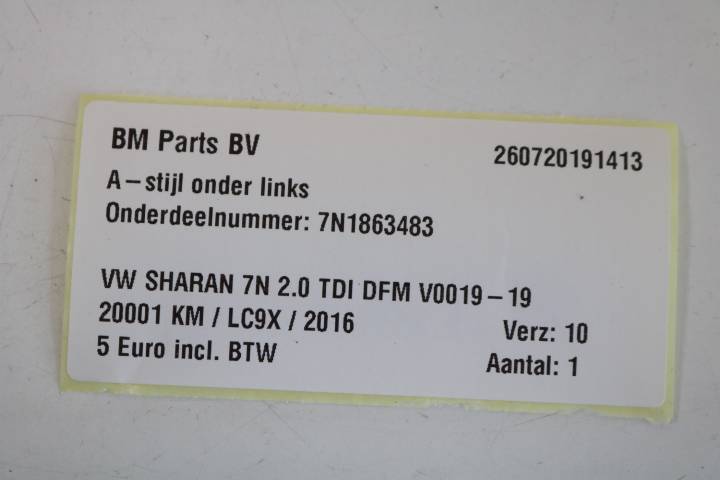 BM Parts BV 260720191413
A-stijl onder links
Onderdeelnummer: 7N1863483
VW SHARAN 7N 2.0 TDI DFM V0019-19
20001 KM / LC9X / 2016 Verz: 10
5 Euro incl. BTW Aantal: 1